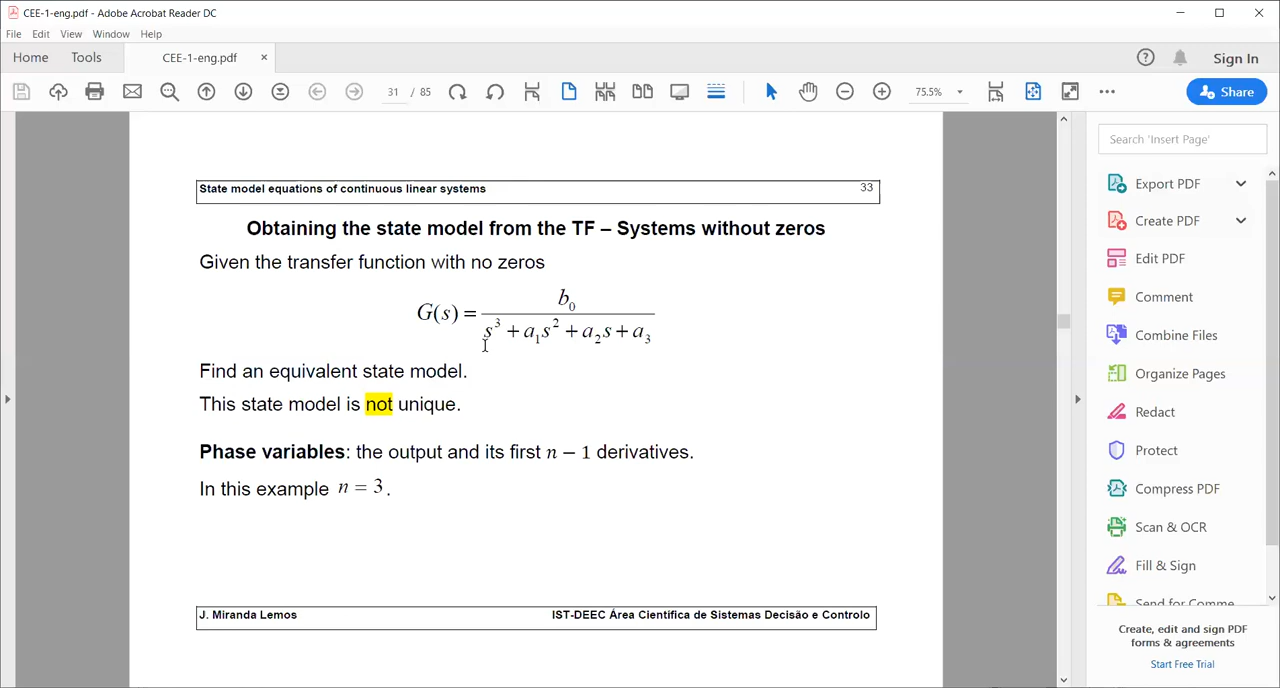 CEE-1-eng.pdf - Adobe Acrobat Reader DC
File Edit View Window Help
Home Tools CEE-1-eng.pdf × Sign In
31 / 85 75.5% Share
Search 'Insert Page'
Export PDF
Create PDF
Edit PDF
Comment
Combine Files
Organize Pages
Redact
Protect
Compress PDF
Scan & OCR
Fill & Sign
Send for Comme
Create, edit and sign PDF
forms & agreements
Start Free Trial
State model equations of continuous linear systems 33
Obtaining the state model from the TF – Systems without zeros
Given the transfer function with no zeros
G(s) = b₀ / (s³ + a₁s² + a₂s + a₃)
Find an equivalent state model.
This state model is not unique.
Phase variables: the output and its first n − 1 derivatives.
In this example n = 3.
J. Miranda Lemos IST-DEEC Área Científica de Sistemas Decisão e Controlo